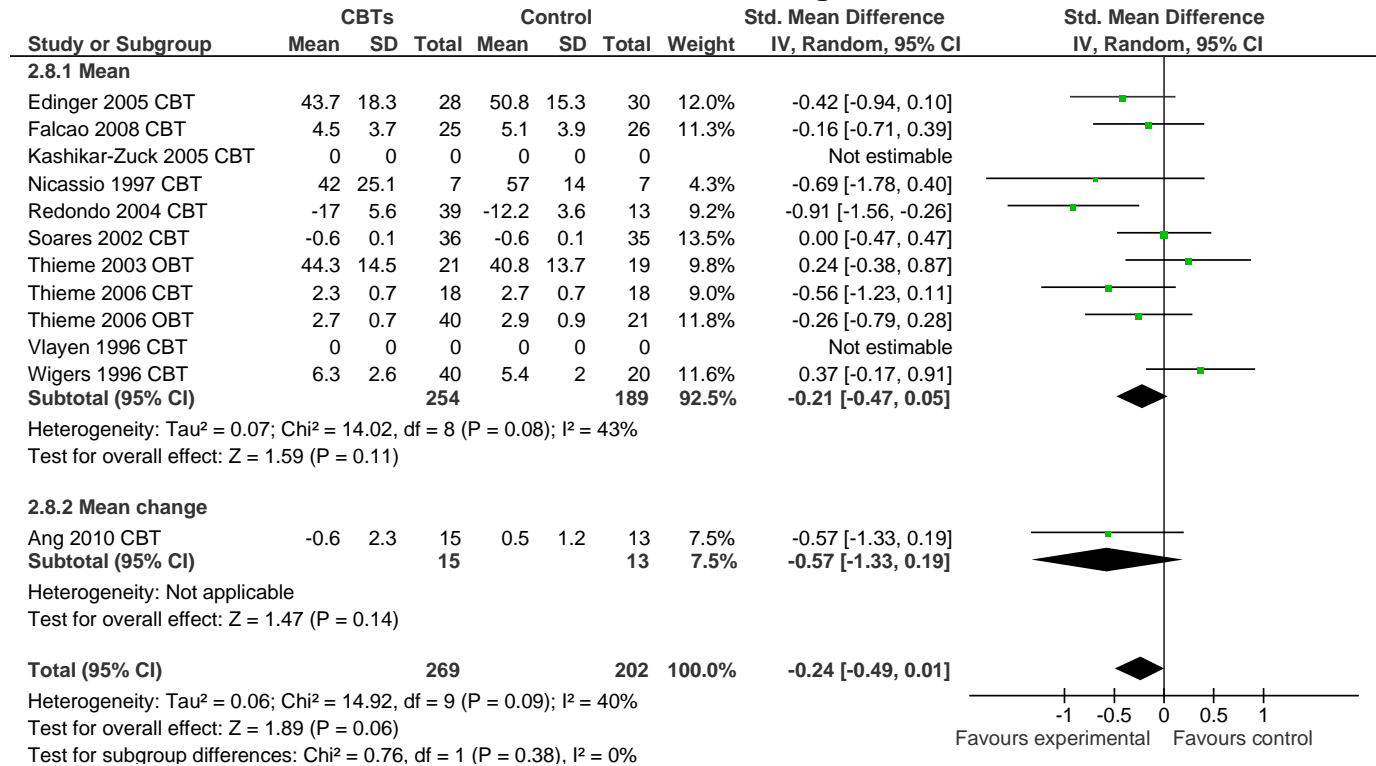 CBTs Control Std. Mean Difference Std. Mean Difference
Study or Subgroup Mean SD Total Mean SD Total Weight IV, Random, 95% CI IV, Random, 95% CI
2.8.1 Mean
Edinger 2005 CBT 43.7 18.3 28 50.8 15.3 30 12.0% -0.42 [-0.94, 0.10]
Falcao 2008 CBT 4.5 3.7 25 5.1 3.9 26 11.3% -0.16 [-0.71, 0.39]
Kashikar-Zuck 2005 CBT 0 0 0 0 0 0 Not estimable
Nicassio 1997 CBT 42 25.1 7 57 14 7 4.3% -0.69 [-1.78, 0.40]
Redondo 2004 CBT -17 5.6 39 -12.2 3.6 13 9.2% -0.91 [-1.56, -0.26]
Soares 2002 CBT -0.6 0.1 36 -0.6 0.1 35 13.5% 0.00 [-0.47, 0.47]
Thieme 2003 OBT 44.3 14.5 21 40.8 13.7 19 9.8% 0.24 [-0.38, 0.87]
Thieme 2006 CBT 2.3 0.7 18 2.7 0.7 18 9.0% -0.56 [-1.23, 0.11]
Thieme 2006 OBT 2.7 0.7 40 2.9 0.9 21 11.8% -0.26 [-0.79, 0.28]
Vlayen 1996 CBT 0 0 0 0 0 0 Not estimable
Wigers 1996 CBT 6.3 2.6 40 5.4 2 20 11.6% 0.37 [-0.17, 0.91]
Subtotal (95% CI) 254 189 92.5% -0.21 [-0.47, 0.05]
Heterogeneity: Tau² = 0.07; Chi² = 14.02, df = 8 (P = 0.08); I² = 43%
Test for overall effect: Z = 1.59 (P = 0.11)
2.8.2 Mean change
Ang 2010 CBT -0.6 2.3 15 0.5 1.2 13 7.5% -0.57 [-1.33, 0.19]
Subtotal (95% CI) 15 13 7.5% -0.57 [-1.33, 0.19]
Heterogeneity: Not applicable
Test for overall effect: Z = 1.47 (P = 0.14)
Total (95% CI) 269 202 100.0% -0.24 [-0.49, 0.01]
Heterogeneity: Tau² = 0.06; Chi² = 14.92, df = 9 (P = 0.09); I² = 40%
Test for overall effect: Z = 1.89 (P = 0.06)
Test for subgroup differences: Chi² = 0.76, df = 1 (P = 0.38), I² = 0%
-1 -0.5 0 0.5 1
Favours experimental Favours control